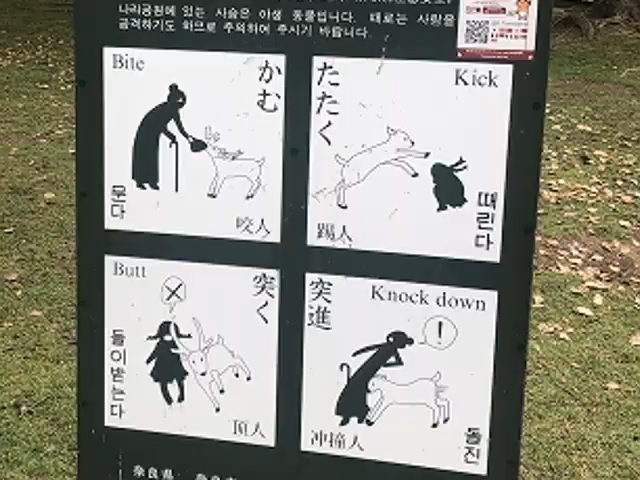 나라공원에 있는 사슴은 야생 동물입니다. 때로는 사람을
공격하기도 하므로 주의하여 주시기 바랍니다.
Bite
かむ
문다
咬人
Kick
たたく
때린다
踢人
Butt
突く
들이받는다
顶人
Knock down
突進
돌진
冲撞人
!
奈良県